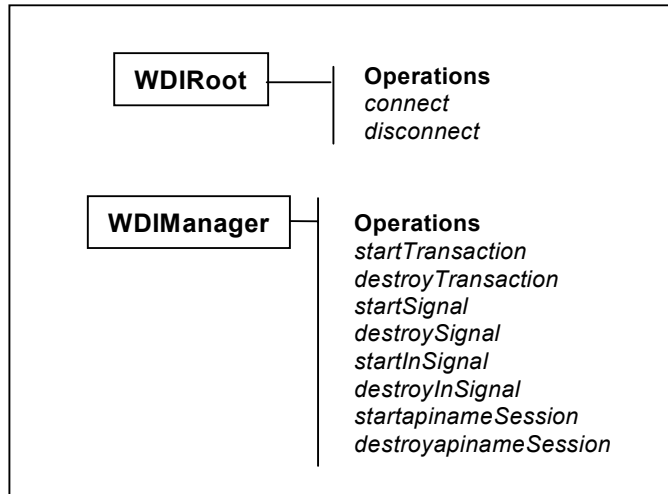 WDIRoot
Operations
connect
disconnect
WDIManager
Operations
startTransaction
destroyTransaction
startSignal
destroySignal
startInSignal
destroyInSignal
startapinameSession
destroyapinameSession